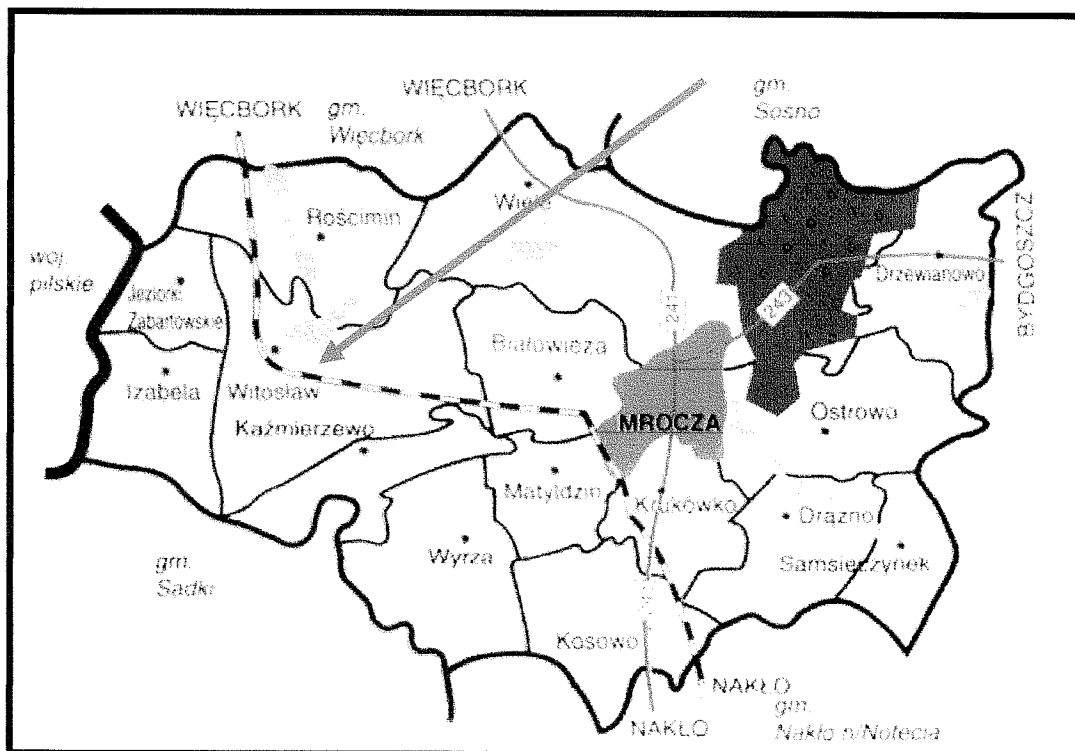 WIĘCBORK
gm.
Sosno
WIĘCBORK
gm.
Więcbork
Rościmin
Wiele
BYDGOSZCZ
woj.
pilskie
Drzewianowo
Jeziorki
Zabartowskie
243
241
Izabela
Witosław
MROCZA
Ostrowo
Kaźmierzewo
Matyldzin
Krukówko
Drążno
Wyrza
Samsieczynek
gm.
Sadki
Kosowo
NAKŁO
NAKŁO
gm.
Nakło n/Notecią